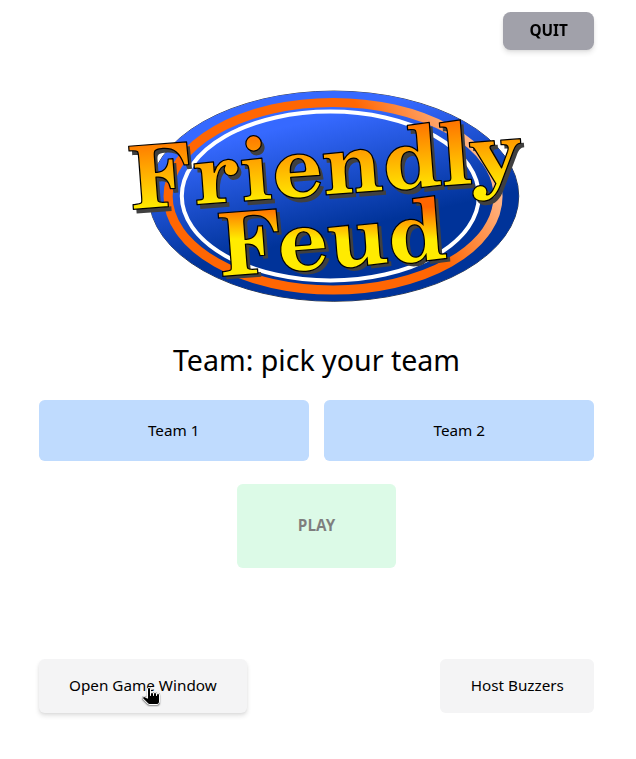 QUIT
Friendly
Feud
Team: pick your team
Team 1
Team 2
PLAY
Open Game Window
Host Buzzers